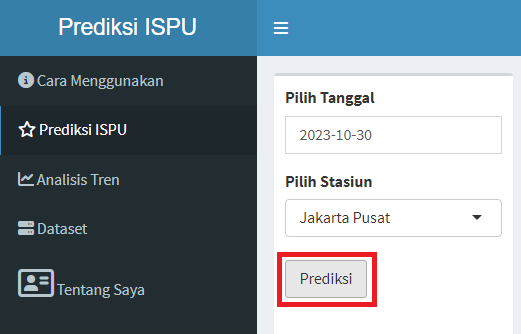 Prediksi ISPU
Cara Menggunakan
Prediksi ISPU
Analisis Tren
Dataset
Tentang Saya
Pilih Tanggal
2023-10-30
Pilih Stasiun
Jakarta Pusat
Prediksi